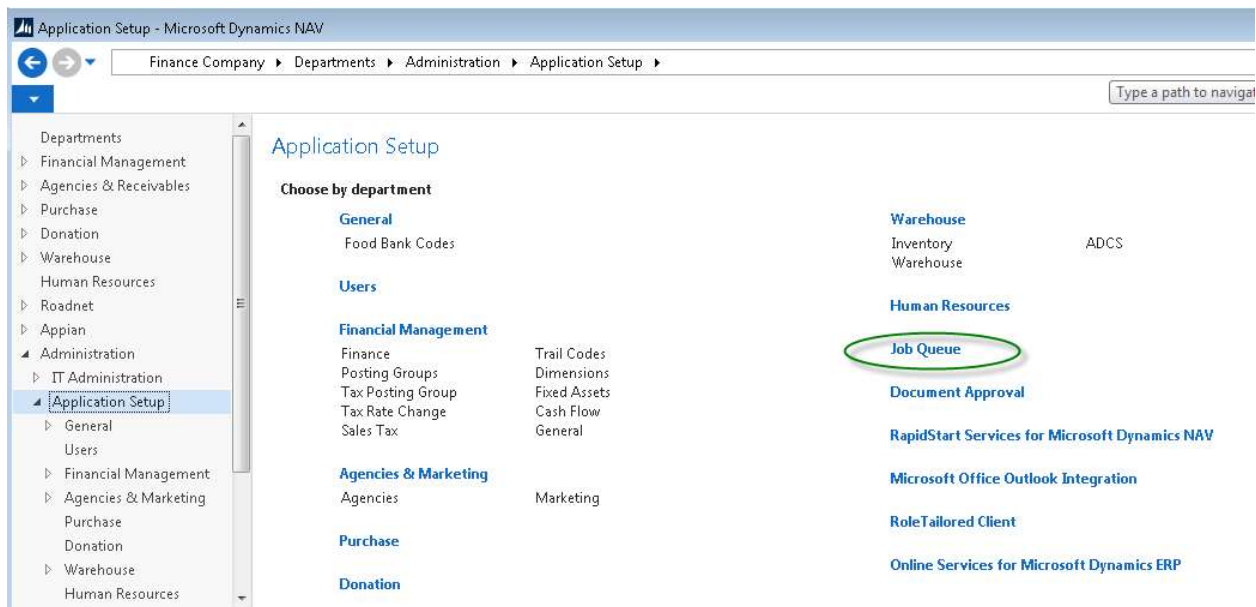 Application Setup - Microsoft Dynamics NAV
Finance Company ▸ Departments ▸ Administration ▸ Application Setup ▸
Type a path to navigat
Departments
Financial Management
Agencies & Receivables
Purchase
Donation
Warehouse
Human Resources
Roadnet
Appian
Administration
IT Administration
Application Setup
General
Users
Financial Management
Agencies & Marketing
Purchase
Donation
Warehouse
Human Resources
Application Setup
Choose by department
General
Food Bank Codes
Users
Financial Management
Finance Trail Codes
Posting Groups Dimensions
Tax Posting Group Fixed Assets
Tax Rate Change Cash Flow
Sales Tax General
Agencies & Marketing
Agencies Marketing
Purchase
Donation
Warehouse
Inventory ADCS
Warehouse
Human Resources
Job Queue
Document Approval
RapidStart Services for Microsoft Dynamics NAV
Microsoft Office Outlook Integration
RoleTailored Client
Online Services for Microsoft Dynamics ERP